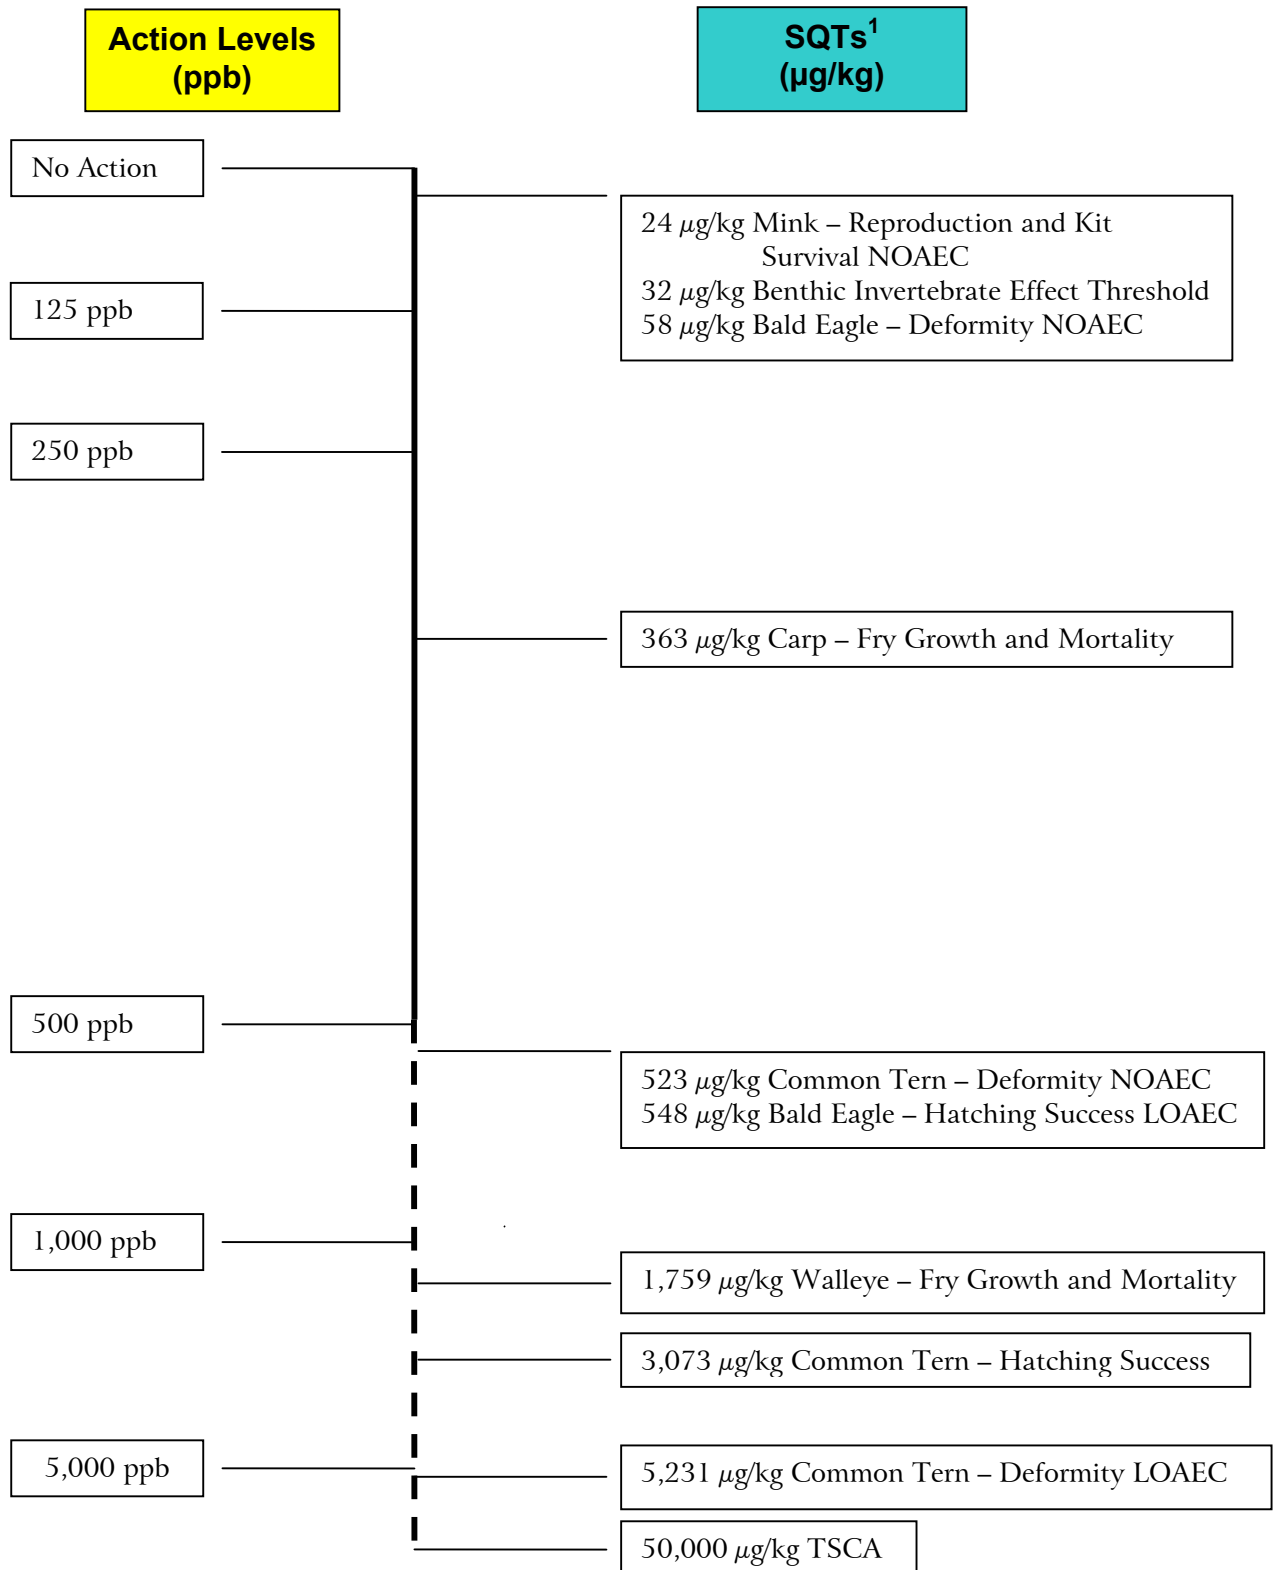 Action Levels
(ppb)
SQTs¹
(µg/kg)
No Action
24 µg/kg Mink – Reproduction and Kit
Survival NOAEC
32 µg/kg Benthic Invertebrate Effect Threshold
58 µg/kg Bald Eagle – Deformity NOAEC
125 ppb
250 ppb
363 µg/kg Carp – Fry Growth and Mortality
500 ppb
523 µg/kg Common Tern – Deformity NOAEC
548 µg/kg Bald Eagle – Hatching Success LOAEC
1,000 ppb
1,759 µg/kg Walleye – Fry Growth and Mortality
3,073 µg/kg Common Tern – Hatching Success
5,000 ppb
5,231 µg/kg Common Tern – Deformity LOAEC
50,000 µg/kg TSCA